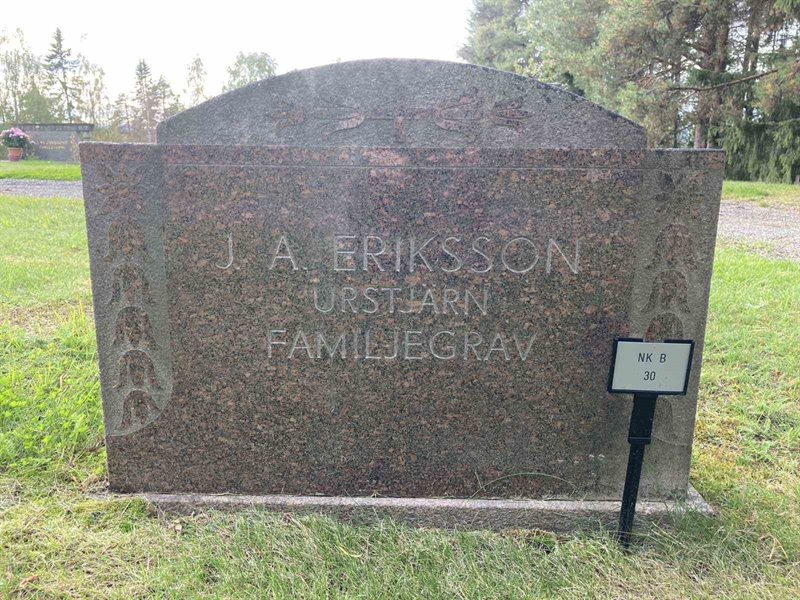 J. A. ERIKSSON
URSTJÄRN
FAMILJEGRAV
NK B
30